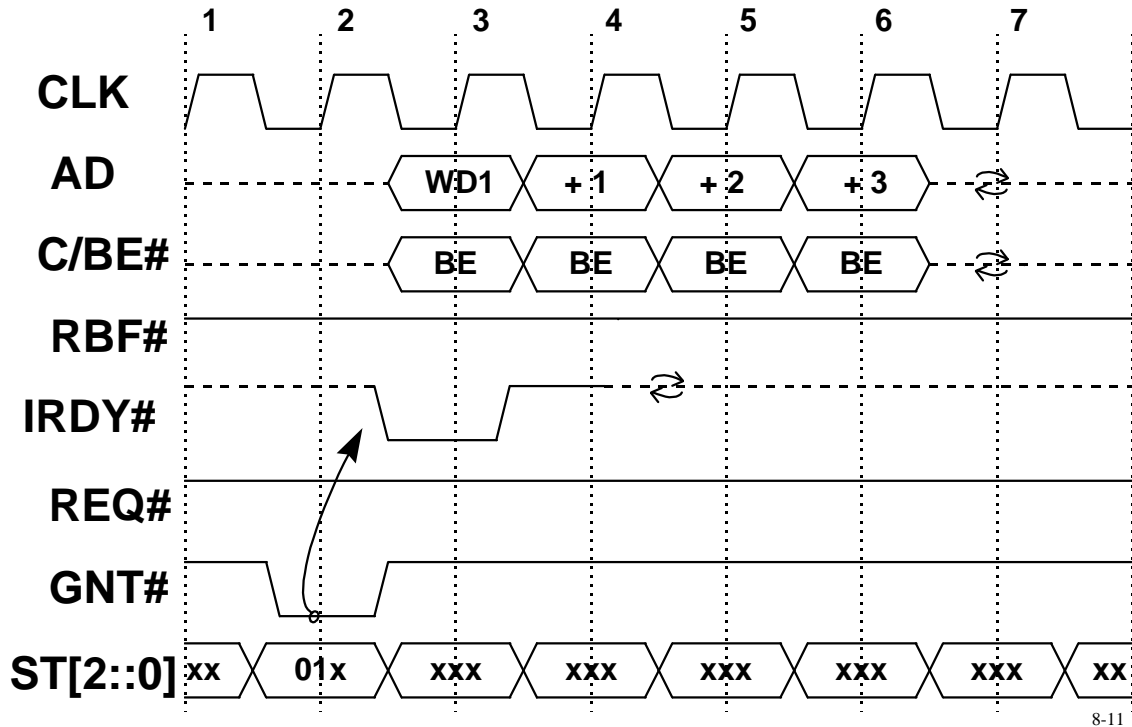 1 2 3 4 5 6 7
CLK
AD WD1 + 1 + 2 + 3
C/BE# BE BE BE BE
RBF#
IRDY#
REQ#
GNT#
ST[2::0] xx 01x xxx xxx xxx xxx xxx xx
8-11